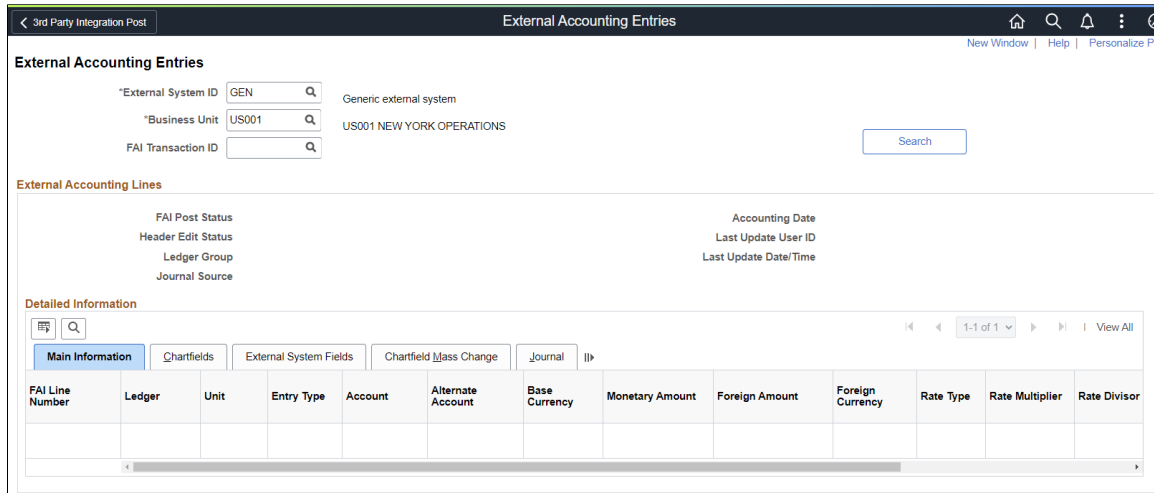 3rd Party Integration Post
External Accounting Entries
New Window | Help | Personalize P
External Accounting Entries
*External System ID GEN Generic external system
*Business Unit US001 US001 NEW YORK OPERATIONS
FAI Transaction ID
Search
External Accounting Lines
FAI Post Status Accounting Date
Header Edit Status Last Update User ID
Ledger Group Last Update Date/Time
Journal Source
Detailed Information
1-1 of 1 | View All
Main Information Chartfields External System Fields Chartfield Mass Change Journal
FAI Line Number Ledger Unit Entry Type Account Alternate Account Base Currency Monetary Amount Foreign Amount Foreign Currency Rate Type Rate Multiplier Rate Divisor